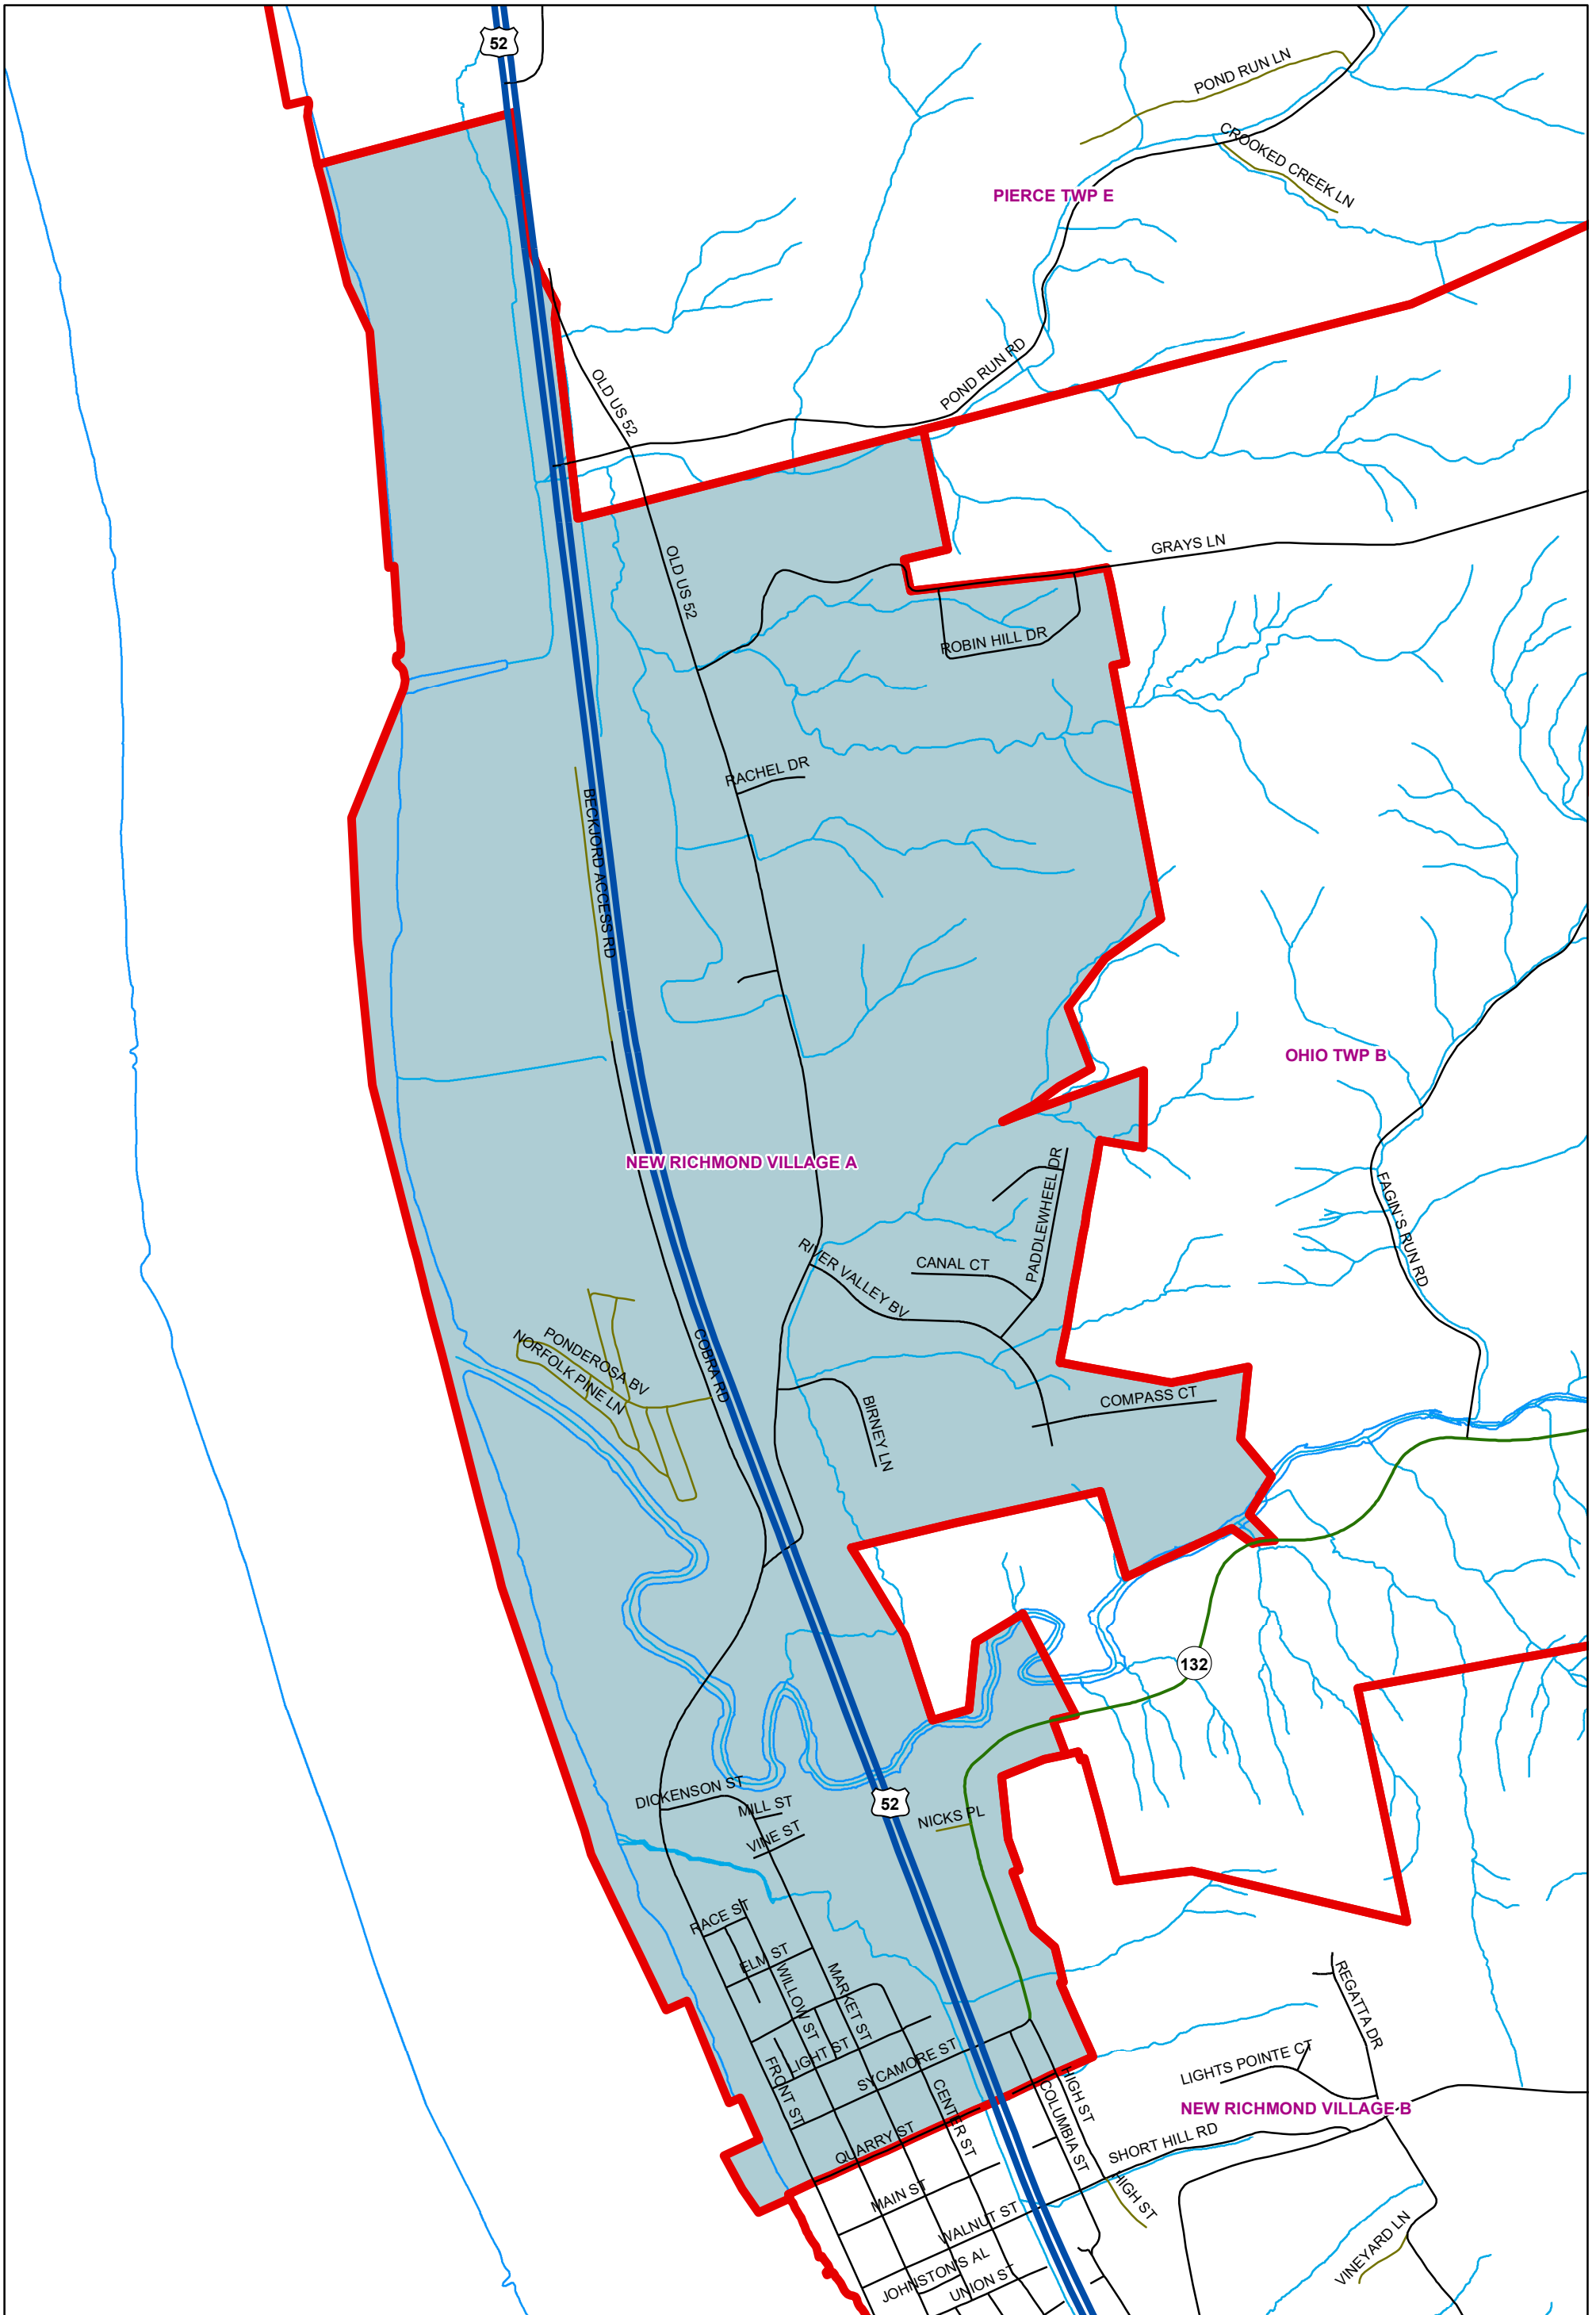 52
POND RUN LN
CROOKED CREEK LN
PIERCE TWP E
POND RUN RD
OLD US 52
GRAYS LN
OLD US 52
ROBIN HILL DR
RACHEL DR
BECKJORD ACCESS RD
OHIO TWP B
NEW RICHMOND VILLAGE A
PADDLEWHEEL DR
EAGIN'S RUN RD
RIVER VALLEY BV
CANAL CT
PONDEROSA BV
NORFOLK PINE LN
COBRA RD
COMPASS CT
BIRNEY LN
132
DICKENSON ST
MILL ST
52
NICKS PL
VINE ST
RACE ST
ELM ST
WILLOW ST
MARKET ST
REGATTA DR
LIGHT ST
SYCAMORE ST
LIGHTS POINTE CT
FRONT ST
CENTER ST
HIGH ST
COLUMBIA ST
NEW RICHMOND VILLAGE B
QUARRY ST
SHORT HILL RD
MAIN ST
HIGH ST
WALNUT ST
VINEYARD LN
JOHNSTON'S AL
UNION ST